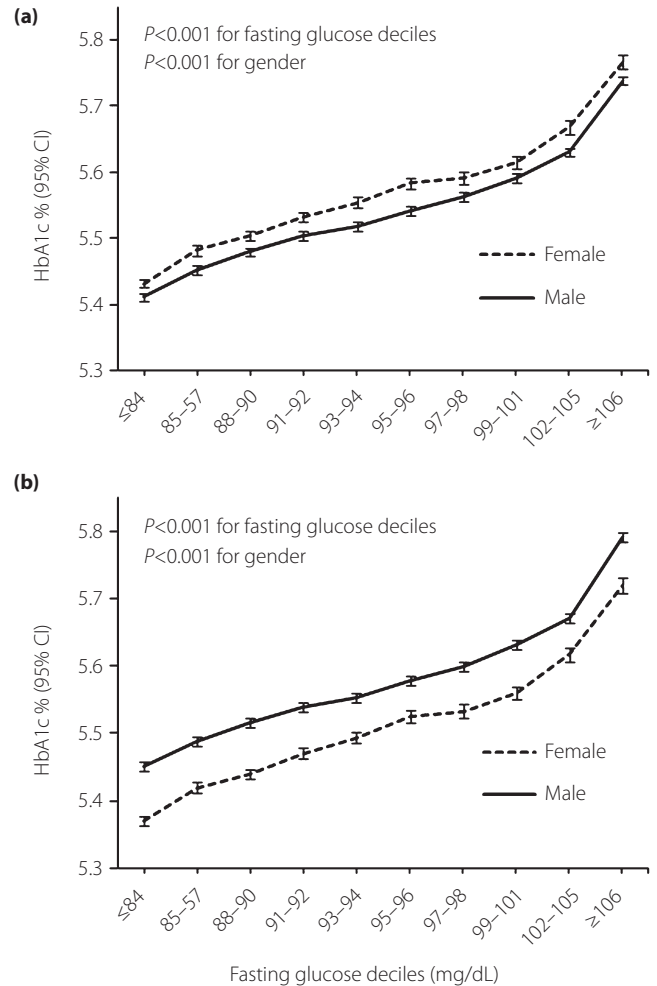 (a)
P<0.001 for fasting glucose deciles
P<0.001 for gender
HbA1c % (95% CI)
5.8
5.7
5.6
5.5
5.4
5.3
Female
Male
≤84
85–57
88–90
91–92
93–94
95–96
97–98
99–101
102–105
≥106
(b)
P<0.001 for fasting glucose deciles
P<0.001 for gender
HbA1c % (95% CI)
5.8
5.7
5.6
5.5
5.4
5.3
Female
Male
≤84
85–57
88–90
91–92
93–94
95–96
97–98
99–101
102–105
≥106
Fasting glucose deciles (mg/dL)